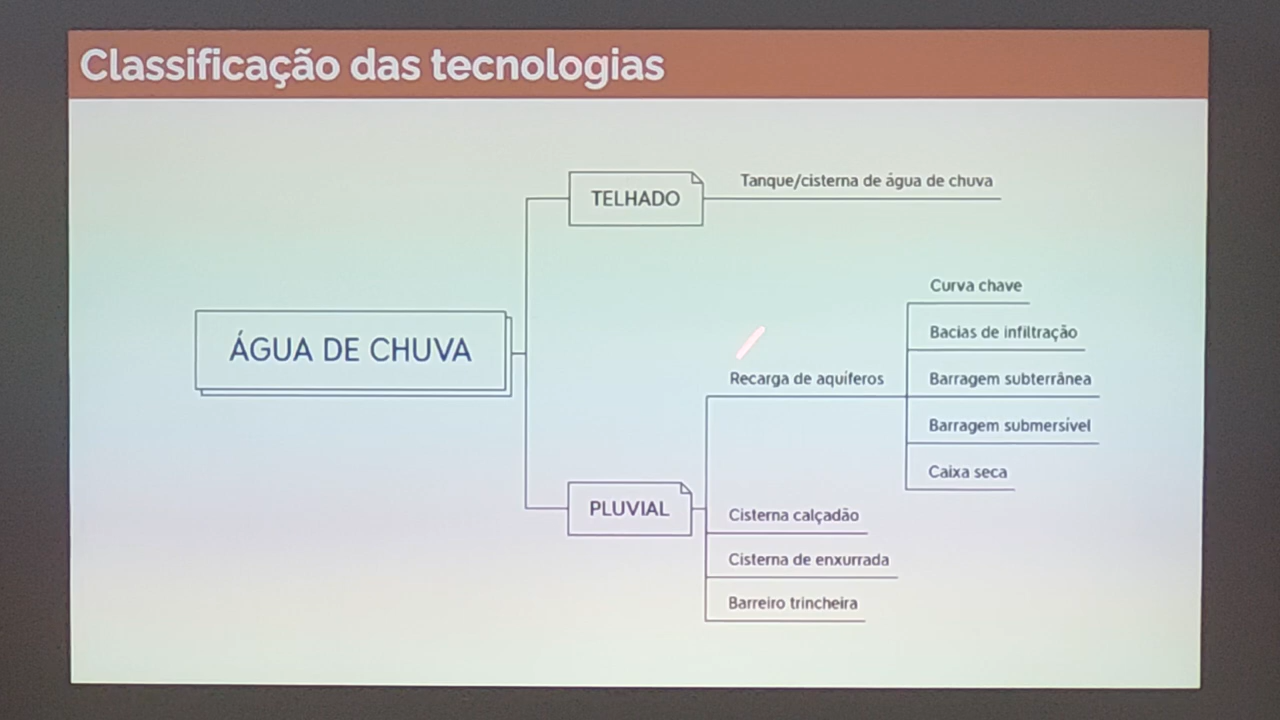 Classificação das tecnologias
TELHADO
Tanque/cisterna de água de chuva
ÁGUA DE CHUVA
Curva chave
Bacias de infiltração
Recarga de aquíferos
Barragem subterrânea
Barragem submersível
Caixa seca
PLUVIAL
Cisterna calçadão
Cisterna de enxurrada
Barreiro trincheira